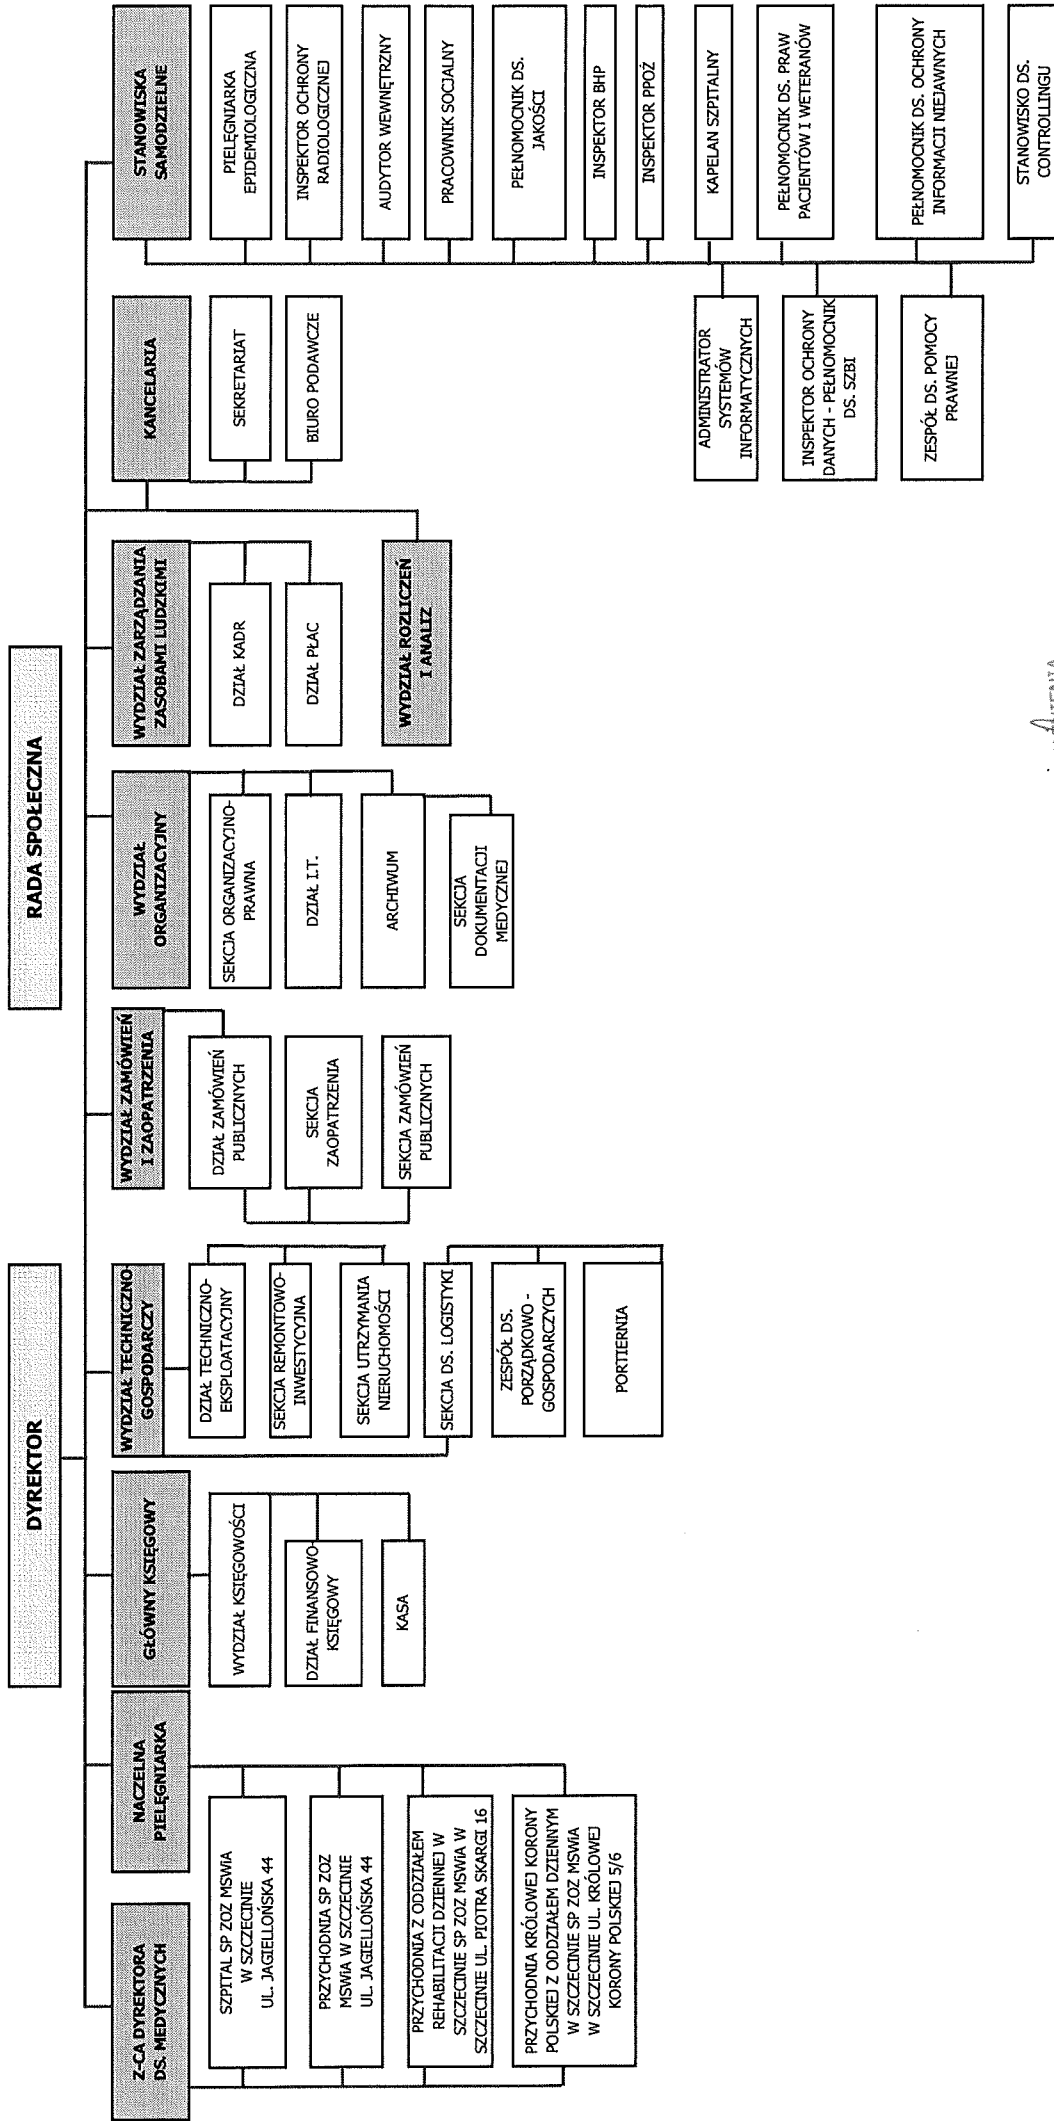 DYREKTOR
RADA SPOŁECZNA
Z-CA DYREKTORA
DS. MEDYCZNYCH
NACZELNA
PIELĘGNIARKA
SZPITAL SP ZOZ MSWiA
W SZCZECINIE
UL. JAGIELLOŃSKA 44
PRZYCHODNIA SP ZOZ
MSWiA W SZCZECINIE
UL. JAGIELLOŃSKA 44
PRZYCHODNIA Z ODDZIAŁEM
REHABILITACJI DZIENNEJ W
SZCZECINIE SP ZOZ MSWiA W
SZCZECINIE UL. PIOTRA SKARGI 16
PRZYCHODNIA KRÓLOWEJ KORONY
POLSKIEJ Z ODDZIAŁEM DZIENNYM
W SZCZECINIE SP ZOZ MSWiA
W SZCZECINIE UL. KRÓLOWEJ
KORONY POLSKIEJ 5/6
GŁÓWNY KSIĘGOWY
WYDZIAŁ KSIĘGOWOŚCI
DZIAŁ FINANSOWO-
KSIĘGOWY
KASA
WYDZIAŁ TECHNICZNO-
GOSPODARCZY
DZIAŁ TECHNICZNO-
EKSPLOATACYJNY
SEKCJA REMONTOWO-
INWESTYCYJNA
SEKCJA UTRZYMANIA
NIERUCHOMOŚCI
SEKCJA DS. LOGISTYKI
ZESPÓŁ DS.
PORZĄDKOWO -
GOSPODARCZYCH
PORTIERNIA
WYDZIAŁ ZAMÓWIEŃ
I ZAOPATRZENIA
DZIAŁ ZAMÓWIEŃ
PUBLICZNYCH
SEKCJA
ZAOPATRZENIA
SEKCJA ZAMÓWIEŃ
PUBLICZNYCH
WYDZIAŁ
ORGANIZACYJNY
SEKCJA ORGANIZACYJNO-
PRAWNA
DZIAŁ I.T.
ARCHIWUM
SEKCJA
DOKUMENTACJI
MEDYCZNEJ
WYDZIAŁ ZARZĄDZANIA
ZASOBAMI LUDZKIMI
DZIAŁ KADR
DZIAŁ PŁAC
WYDZIAŁ ROZLICZEŃ
I ANALIZ
KANCELARIA
SEKRETARIAT
BIURO PODAWCZE
STANOWISKA
SAMODZIELNE
PIELĘGNIARKA
EPIDEMIOLOGICZNA
INSPEKTOR OCHRONY
RADIOLOGICZNEJ
AUDYTOR WEWNĘTRZNY
PRACOWNIK SOCJALNY
PEŁNOMOCNIK DS.
JAKOŚCI
INSPEKTOR BHP
INSPEKTOR PPOŻ
KAPELAN SZPITALNY
PEŁNOMOCNIK DS. PRAW
PACJENTÓW I WETERANÓW
PEŁNOMOCNIK DS. OCHRONY
INFORMACJI NIEJAWNYCH
STANOWISKO DS.
CONTROLLINGU
ADMINISTRATOR
SYSTEMÓW
INFORMATYCZNYCH
INSPEKTOR OCHRONY
DANYCH - PEŁNOMOCNIK
DS. SZBI
ZESPÓŁ DS. POMOCY
PRAWNEJ